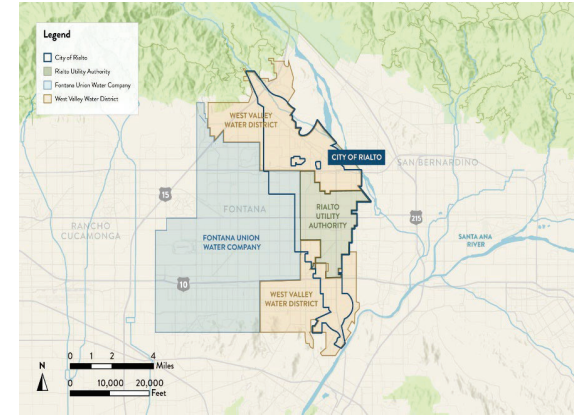 Legend
City of Rialto
Rialto Utility Authority
Fontana Union Water Company
West Valley Water District
WEST VALLEY
WATER DISTRICT
CITY OF RIALTO
SAN BERNARDINO
15
FONTANA
RIALTO
UTILITY
AUTHORITY
215
RANCHO
CUCAMONGA
FONTANA UNION
WATER COMPANY
SANTA ANA
RIVER
10
WEST VALLEY
WATER DISTRICT
N
0 1 2 4
Miles
0 10,000 20,000
Feet